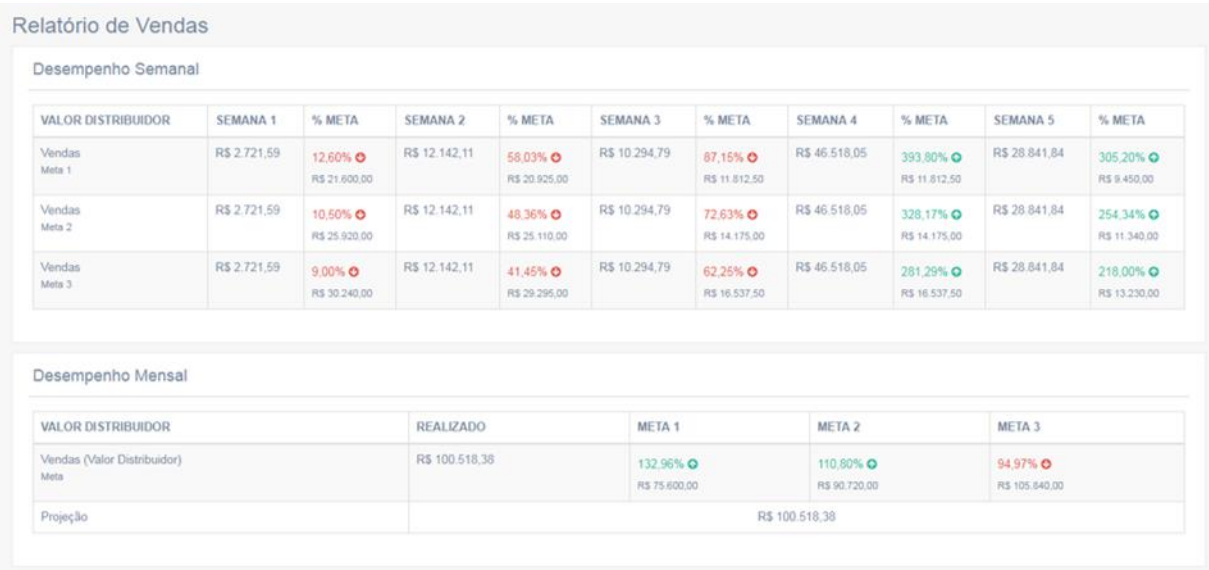 Relatório de Vendas
Desempenho Semanal
VALOR DISTRIBUIDOR SEMANA 1 % META SEMANA 2 % META SEMANA 3 % META SEMANA 4 % META SEMANA 5 % META
Vendas R$ 2.721,59 12,60% R$ 12.142,11 58,03% R$ 10.294,79 87,15% R$ 46.518,05 393,80% R$ 28.841,84 305,20%
Meta 1 R$ 21.600,00 R$ 20.925,00 R$ 11.812,50 R$ 11.812,50 R$ 9.450,00
Vendas R$ 2.721,59 10,50% R$ 12.142,11 48,36% R$ 10.294,79 72,63% R$ 46.518,05 328,17% R$ 28.841,84 254,34%
Meta 2 R$ 25.920,00 R$ 25.110,00 R$ 14.175,00 R$ 14.175,00 R$ 11.340,00
Vendas R$ 2.721,59 9,00% R$ 12.142,11 41,45% R$ 10.294,79 62,25% R$ 46.518,05 281,29% R$ 28.841,84 218,00%
Meta 3 R$ 30.240,00 R$ 29.295,00 R$ 16.537,50 R$ 16.537,50 R$ 13.230,00
Desempenho Mensal
VALOR DISTRIBUIDOR REALIZADO META 1 META 2 META 3
Vendas (Valor Distribuidor) R$ 100.518,38 132,96% 110,80% 94,97%
Meta R$ 75.600,00 R$ 90.720,00 R$ 105.840,00
Projeção R$ 100.518,38